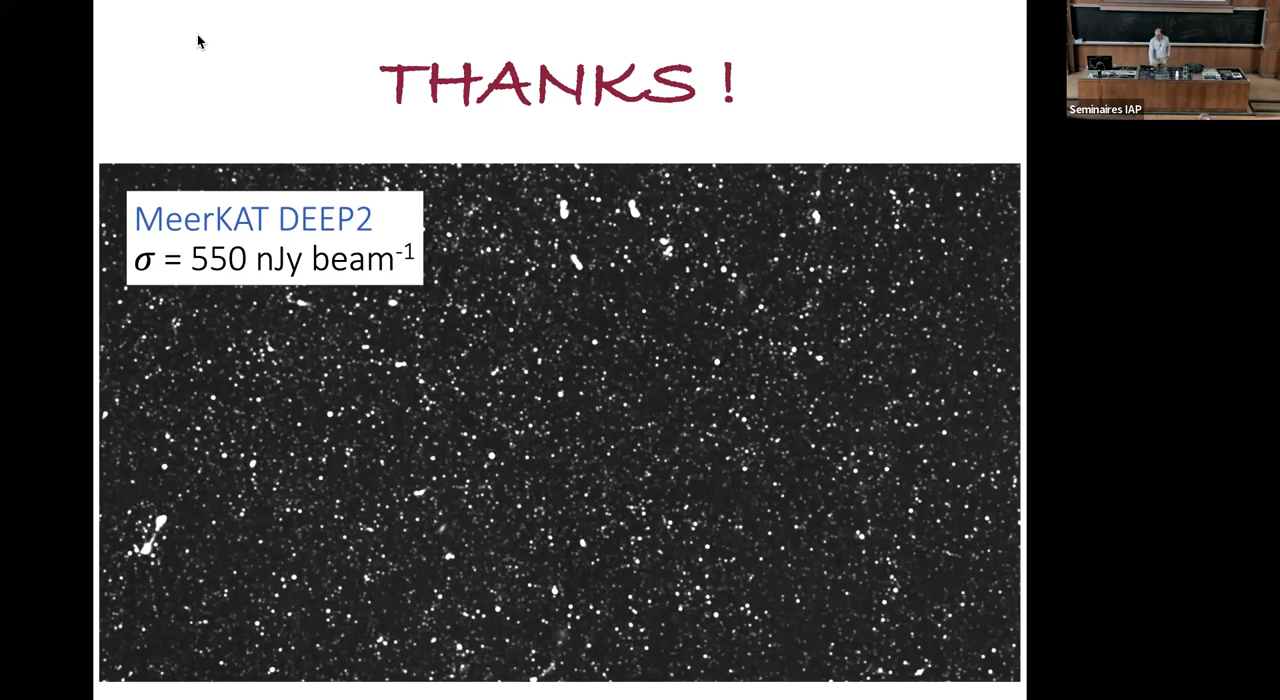 THANKS !
MeerKAT DEEP2
σ = 550 nJy beam⁻¹
Seminaires IAP